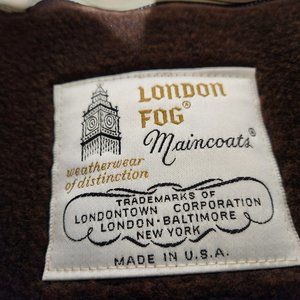 LONDON
FOG®
Maincoats®
weatherwear
of distinction
TRADEMARKS OF
LONDONTOWN CORPORATION
LONDON · BALTIMORE
NEW YORK
MADE IN U.S.A.